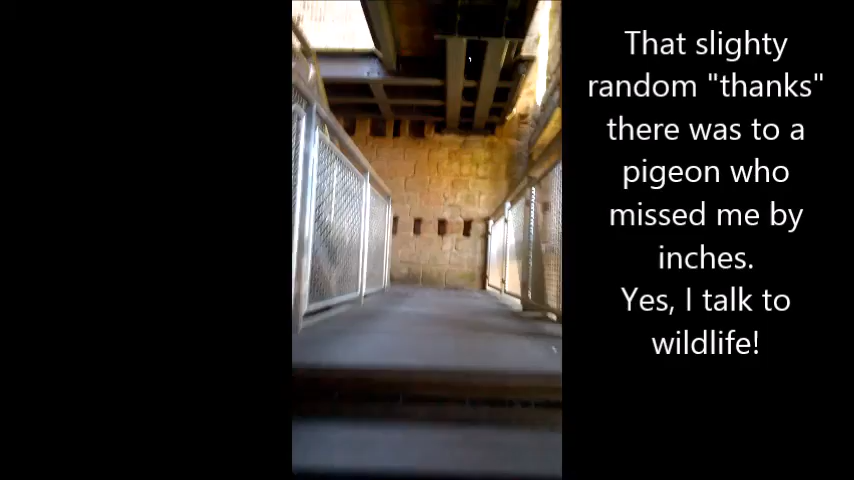 That slighty
random "thanks"
there was to a
pigeon who
missed me by
inches.
Yes, I talk to
wildlife!